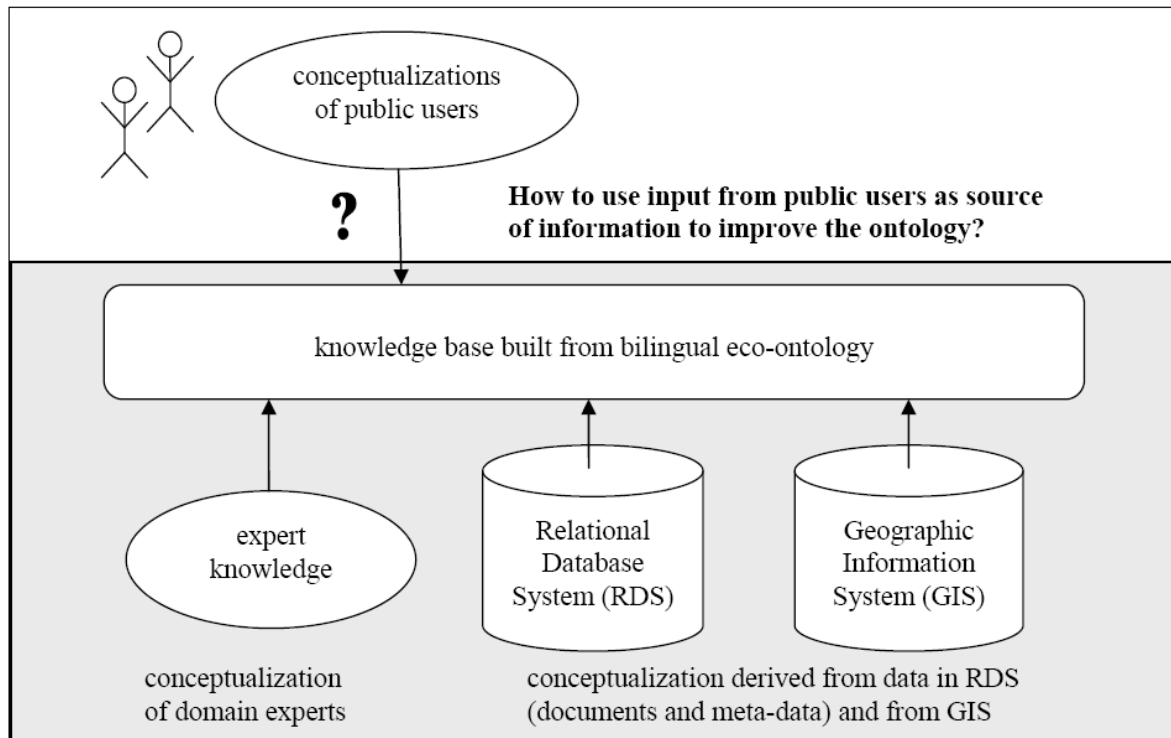 conceptualizations
of public users
?
How to use input from public users as source
of information to improve the ontology?
knowledge base built from bilingual eco-ontology
expert
knowledge
Relational
Database
System (RDS)
Geographic
Information
System (GIS)
conceptualization
of domain experts
conceptualization derived from data in RDS
(documents and meta-data) and from GIS